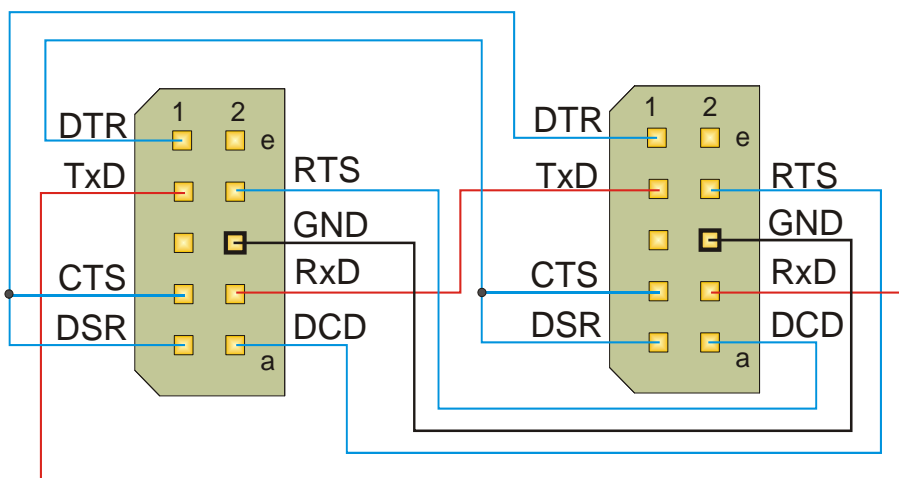 1 2
DTR
e
TxD
RTS
GND
CTS
RxD
DSR
DCD
a
1 2
DTR
e
TxD
RTS
GND
CTS
RxD
DSR
DCD
a